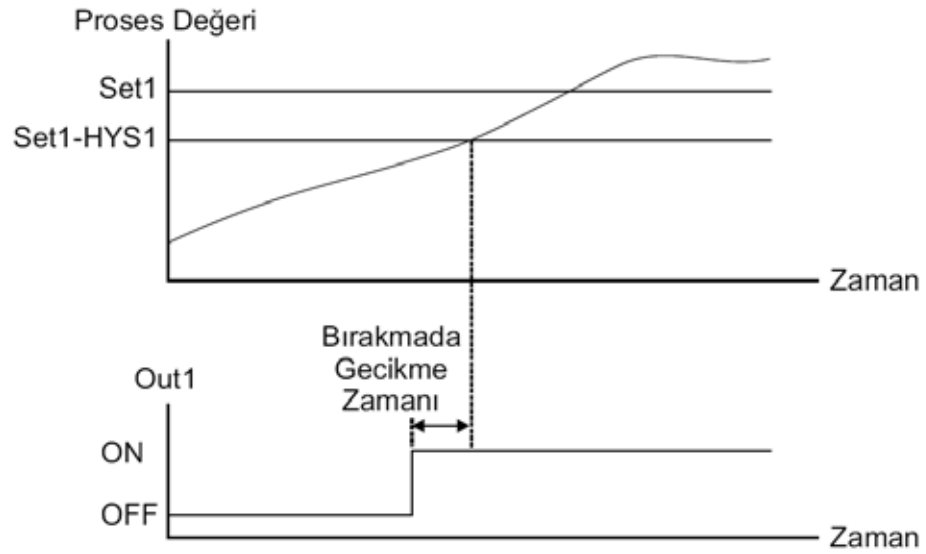 Proses Değeri
Set1
Set1-HYS1
Zaman
Bırakmada
Gecikme
Zamanı
Out1
ON
OFF
Zaman